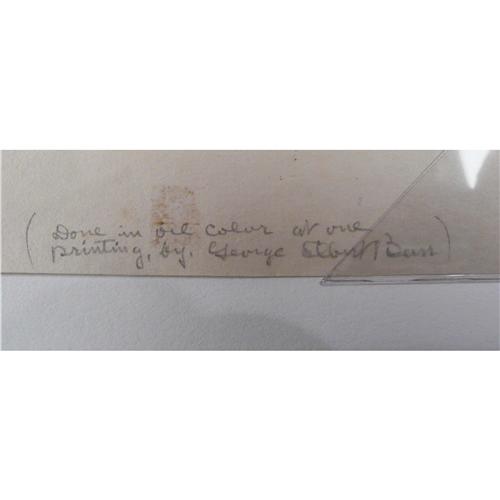 (Done in oil color at one
printing, by. George Elbert Burr)